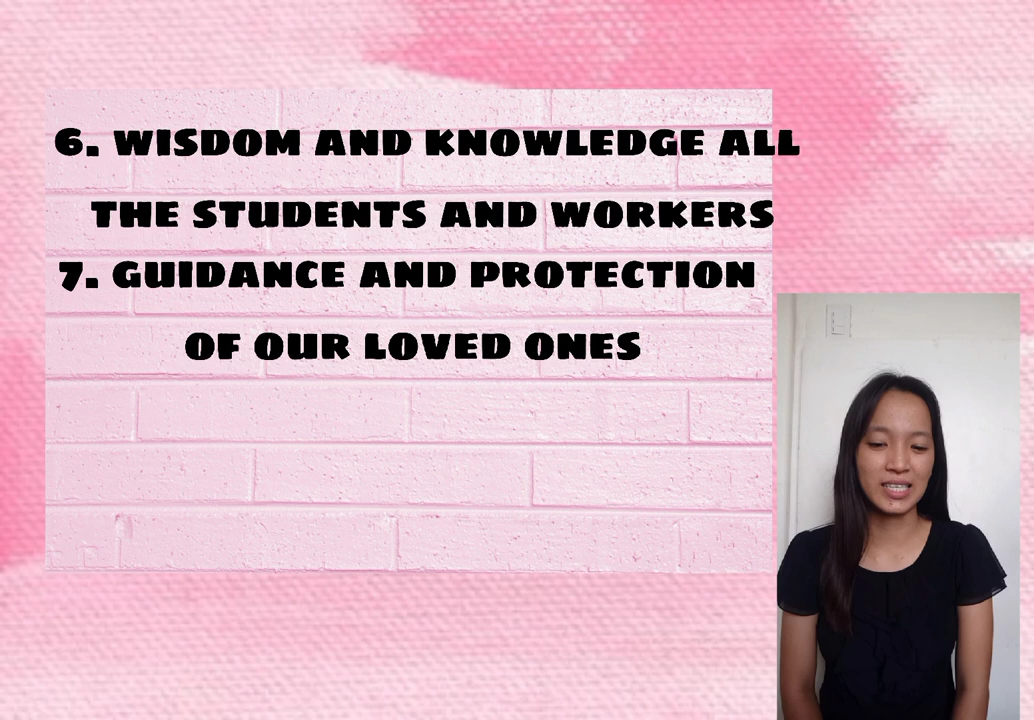 6. WISDOM AND KNOWLEDGE ALL
THE STUDENTS AND WORKERS
7. GUIDANCE AND PROTECTION
OF OUR LOVED ONES